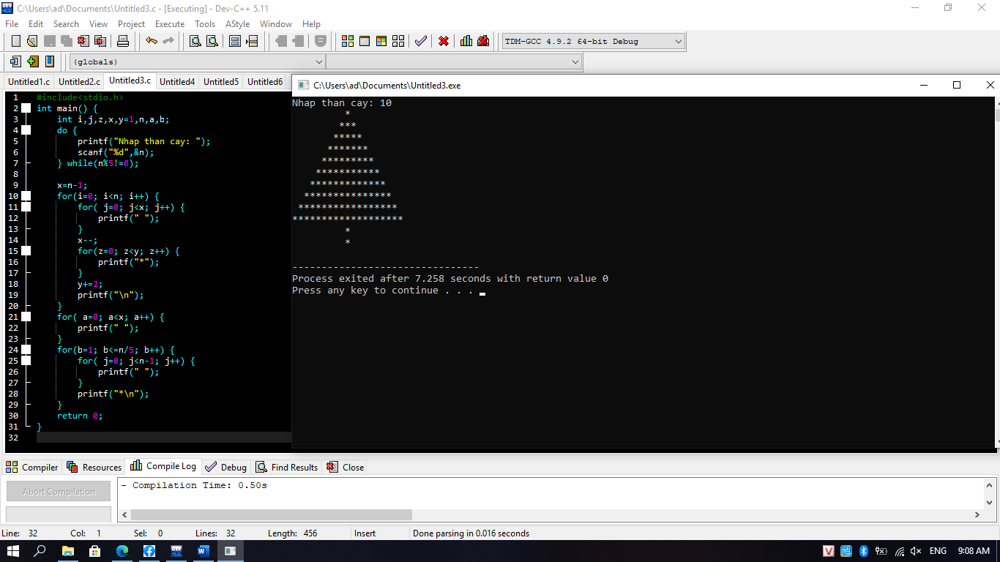 C:\Users\ad\Documents\Untitled3.c - [Executing] - Dev-C++ 5.11
File Edit Search View Project Execute Tools AStyle Window Help
TDM-GCC 4.9.2 64-bit Debug
(globals)
Untitled1.c Untitled2.c Untitled3.c Untitled4 Untitled5 Untitled6
1 #include<stdio.h>
2 int main() {
3     int i,j,z,x,y=1,n,a,b;
4     do {
5         printf("Nhap than cay: ");
6         scanf("%d",&n);
7     } while(n%5!=0);
8
9     x=n-1;
10     for(i=0; i<n; i++) {
11         for( j=0; j<x; j++) {
12             printf(" ");
13         }
14         x--;
15         for(z=0; z<y; z++) {
16             printf("*");
17         }
18         y+=2;
19         printf("\n");
20     }
21     for( a=0; a<x; a++) {
22         printf(" ");
23     }
24     for(b=1; b<=n/5; b++) {
25         for( j=0; j<n-1; j++) {
26             printf(" ");
27         }
28         printf("*\n");
29     }
30     return 0;
31 }
32
C:\Users\ad\Documents\Untitled3.exe
Nhap than cay: 10
         *
        ***
       *****
      *******
     *********
    ***********
   *************
  ***************
 *****************
*******************
         *
         *
--------------------------------
Process exited after 7.258 seconds with return value 0
Press any key to continue . . .
Compiler Resources Compile Log Debug Find Results Close
Abort Compilation
- Compilation Time: 0.50s
Line: 32 Col: 1 Sel: 0 Lines: 32 Length: 456 Insert Done parsing in 0.016 seconds
ENG 9:08 AM